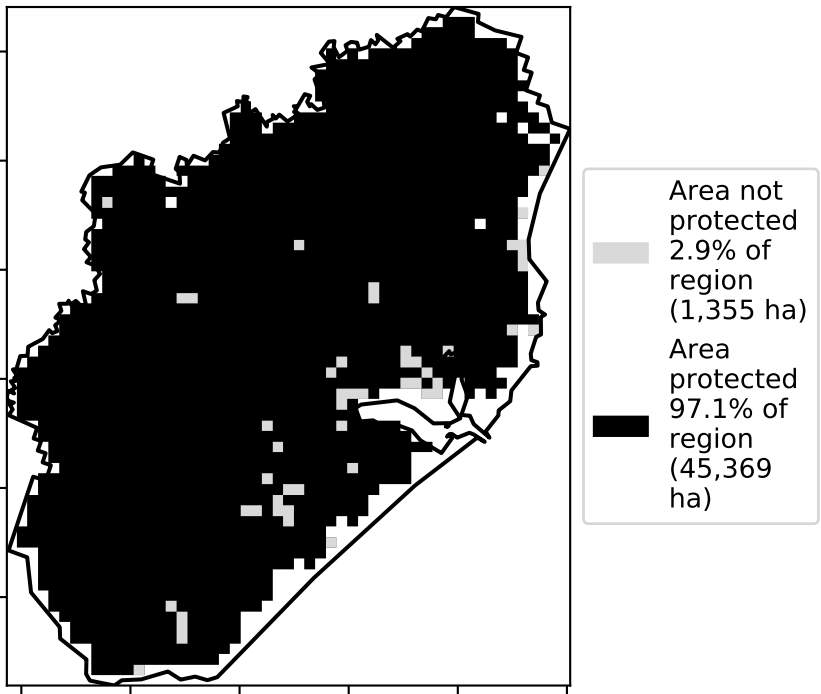 Area not
protected
2.9% of
region
(1,355 ha)
Area
protected
97.1% of
region
(45,369
ha)